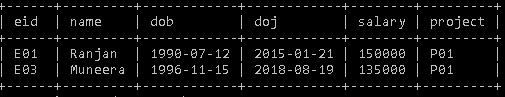 +-----+---------+------------+------------+--------+---------+
| eid | name    | dob        | doj        | salary | project |
+-----+---------+------------+------------+--------+---------+
| E01 | Ranjan  | 1990-07-12 | 2015-01-21 | 150000 | P01     |
| E03 | Muneera | 1996-11-15 | 2018-08-19 | 135000 | P01     |
+-----+---------+------------+------------+--------+---------+